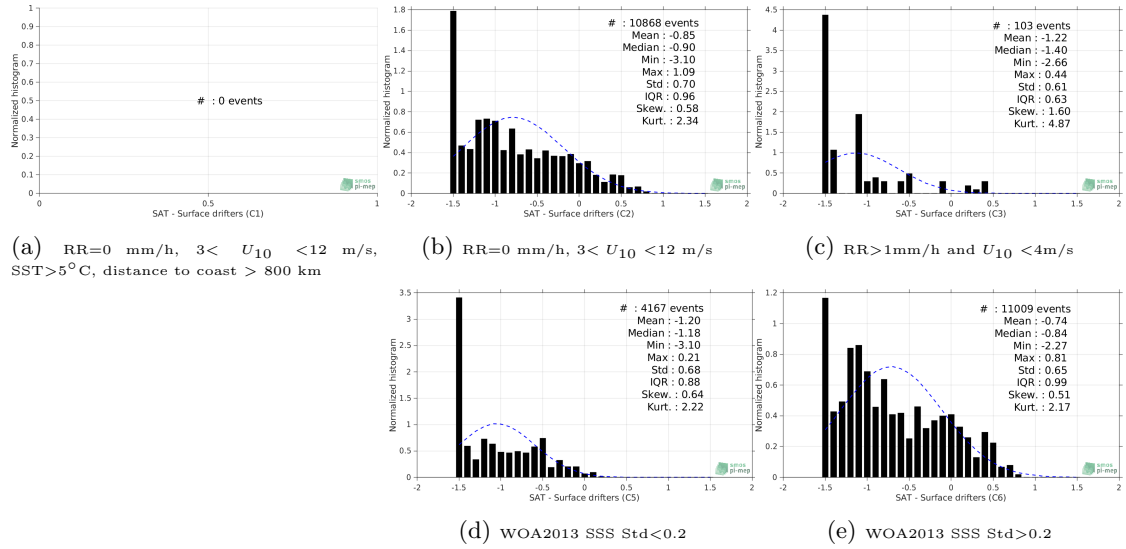 1
0.9
0.8
0.7
0.6
0.5
0.4
0.3
0.2
0.1
0
Normalized histogram
# : 0 events
0 0.5 1
SAT - Surface drifters (C1)
smos
pi-mep
(a) RR=0 mm/h, 3< U10 <12 m/s,
SST>5°C, distance to coast > 800 km
1.8
1.6
1.4
1.2
1
0.8
0.6
0.4
0.2
0
Normalized histogram
# : 10868 events
Mean : -0.85
Median : -0.90
Min : -3.10
Max : 1.09
Std : 0.70
IQR : 0.96
Skew. : 0.58
Kurt. : 2.34
-2 -1.5 -1 -0.5 0 0.5 1 1.5 2
SAT - Surface drifters (C2)
smos
pi-mep
(b) RR=0 mm/h, 3< U10 <12 m/s
4.5
4
3.5
3
2.5
2
1.5
1
0.5
0
Normalized histogram
# : 103 events
Mean : -1.22
Median : -1.40
Min : -2.66
Max : 0.44
Std : 0.61
IQR : 0.63
Skew. : 1.60
Kurt. : 4.87
-2 -1.5 -1 -0.5 0 0.5 1 1.5 2
SAT - Surface drifters (C3)
smos
pi-mep
(c) RR>1mm/h and U10 <4m/s
3.5
3
2.5
2
1.5
1
0.5
0
Normalized histogram
# : 4167 events
Mean : -1.20
Median : -1.18
Min : -3.10
Max : 0.21
Std : 0.68
IQR : 0.88
Skew. : 0.64
Kurt. : 2.22
-2 -1.5 -1 -0.5 0 0.5 1 1.5 2
SAT - Surface drifters (C5)
smos
pi-mep
(d) WOA2013 SSS Std<0.2
1.2
1
0.8
0.6
0.4
0.2
0
Normalized histogram
# : 11009 events
Mean : -0.74
Median : -0.84
Min : -2.27
Max : 0.81
Std : 0.65
IQR : 0.99
Skew. : 0.51
Kurt. : 2.17
-2 -1.5 -1 -0.5 0 0.5 1 1.5 2
SAT - Surface drifters (C6)
smos
pi-mep
(e) WOA2013 SSS Std>0.2